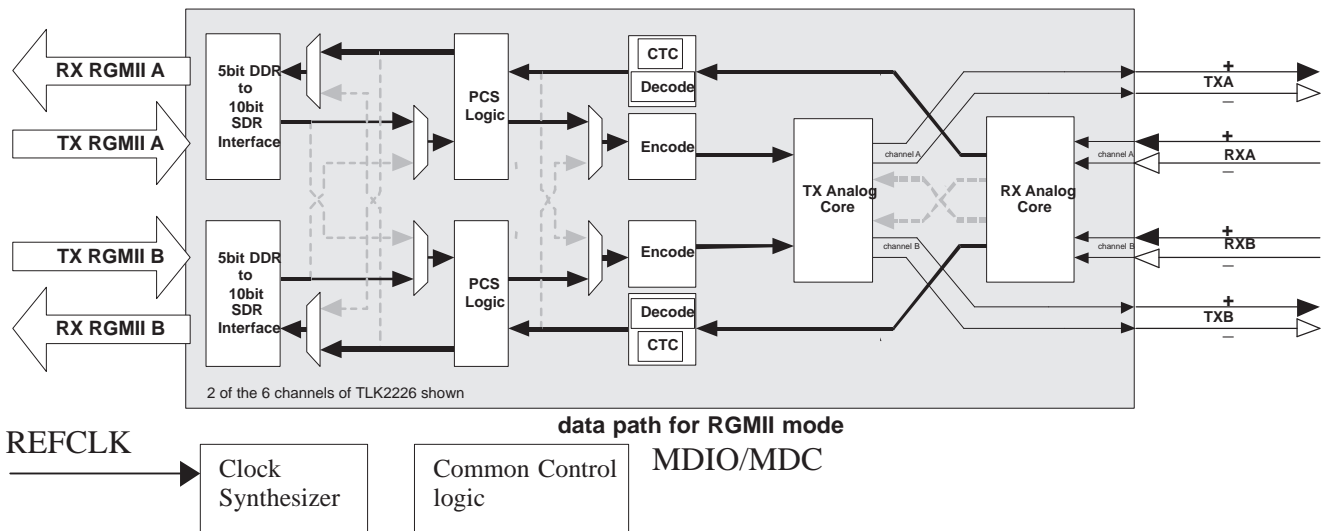 RX RGMII A
TX RGMII A
TX RGMII B
RX RGMII B
5bit DDR
to
10bit
SDR
Interface
PCS
Logic
CTC
Decode
Encode
5bit DDR
to
10bit
SDR
Interface
PCS
Logic
Encode
Decode
CTC
TX Analog
Core
RX Analog
Core
channel A
channel B
channel A
channel B
+
TXA
_
+
RXA
_
+
RXB
_
+
TXB
_
2 of the 6 channels of TLK2226 shown
data path for RGMII mode
REFCLK
Clock
Synthesizer
Common Control
logic
MDIO/MDC